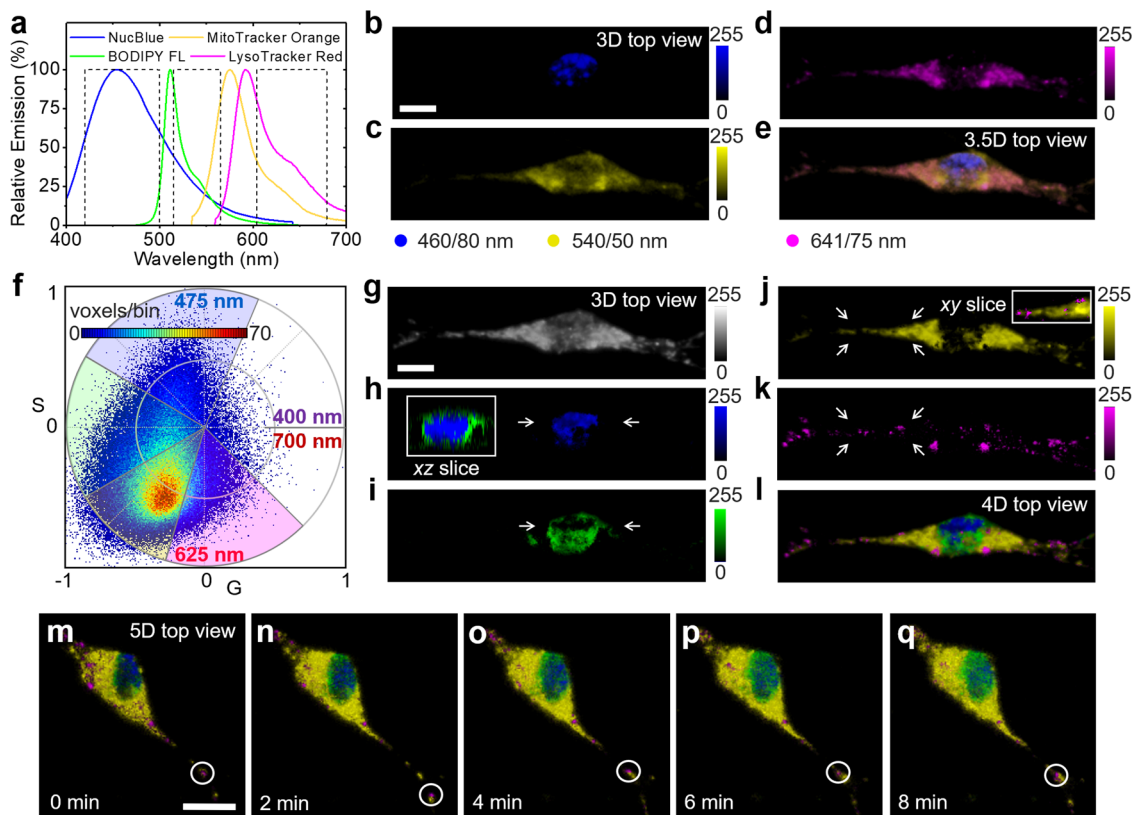 a
NucBlue MitoTracker Orange
BODIPY FL LysoTracker Red
Relative Emission (%)
100
75
50
25
0
400 500 600 700
Wavelength (nm)
b
3D top view
255
0
c
255
0
d
255
0
e
3.5D top view
460/80 nm 540/50 nm 641/75 nm
f
1
475 nm
voxels/bin
0 70
S
0
400 nm
700 nm
625 nm
-1 0 1
G
g
3D top view
255
0
h
xz slice
255
0
i
255
0
j
xy slice
255
0
k
255
0
l
4D top view
m
5D top view
0 min
n
2 min
o
4 min
p
6 min
q
8 min